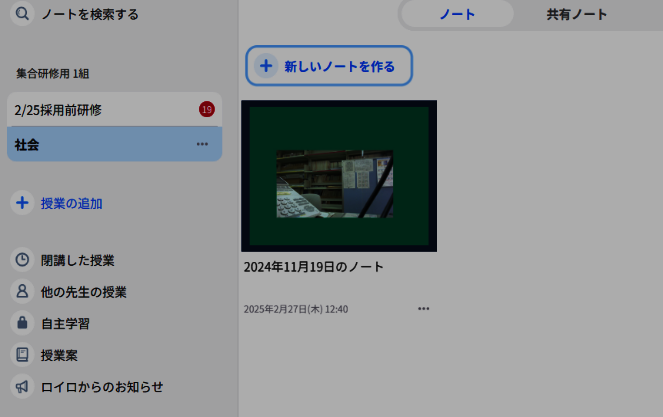 ノートを検索する
集合研修用 1組
2/25採用前研修
19
社会
授業の追加
閉講した授業
他の先生の授業
自主学習
授業案
ロイロからのお知らせ
ノート
共有ノート
新しいノートを作る
2024年11月19日のノート
2025年2月27日(木) 12:40